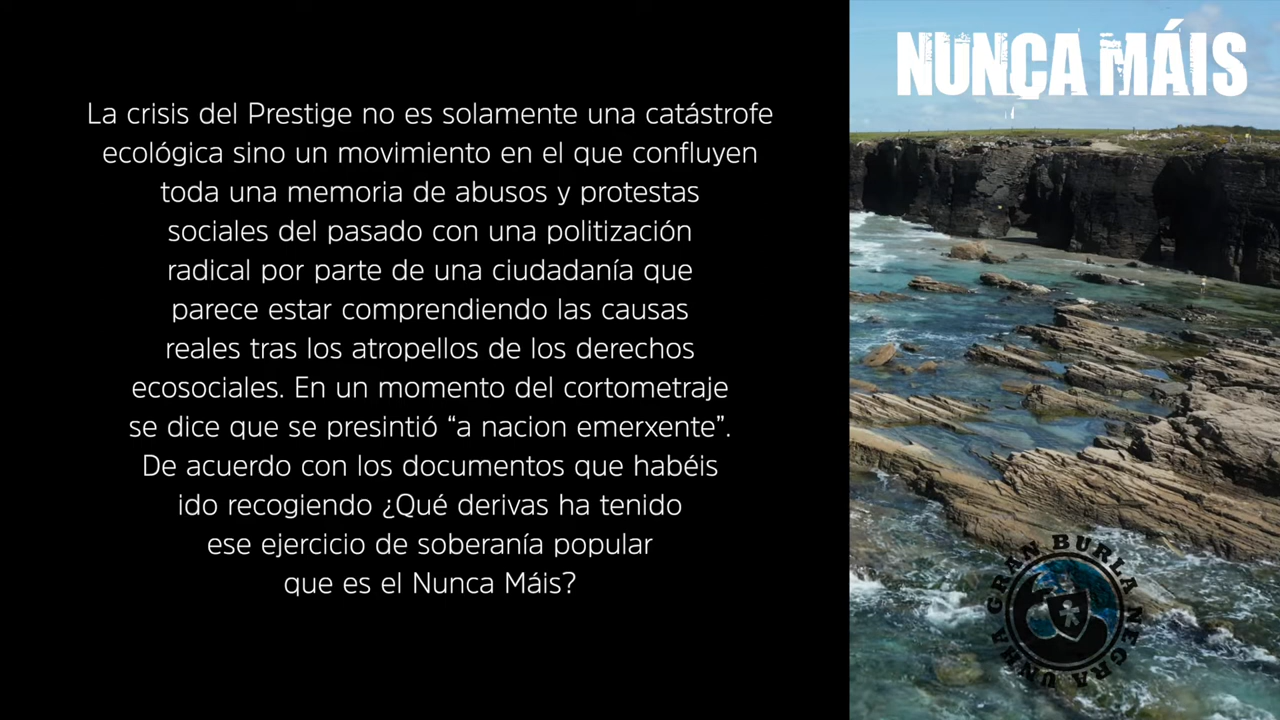 La crisis del Prestige no es solamente una catástrofe
ecológica sino un movimiento en el que confluyen
toda una memoria de abusos y protestas
sociales del pasado con una politización
radical por parte de una ciudadanía que
parece estar comprendiendo las causas
reales tras los atropellos de los derechos
ecosociales. En un momento del cortometraje
se dice que se presintió “a nacion emerxente”.
De acuerdo con los documentos que habéis
ido recogiendo ¿Qué derivas ha tenido
ese ejercicio de soberanía popular
que es el Nunca Máis?
NUNCA MÁIS
UNHA GRAN BURLA NEGRA